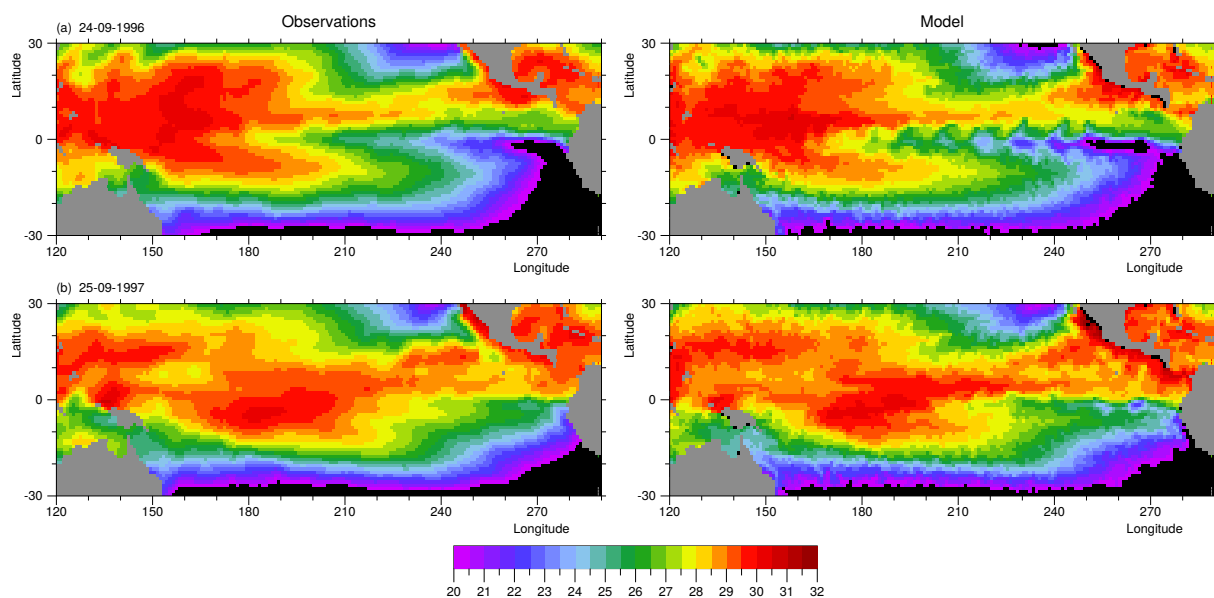 Observations
Model
(a) 24-09-1996
30
0
-30
Latitude
120 150 180 210 240 270
Longitude
30
0
-30
Latitude
120 150 180 210 240 270
Longitude
(b) 25-09-1997
30
0
-30
Latitude
120 150 180 210 240 270
Longitude
30
0
-30
Latitude
120 150 180 210 240 270
Longitude
20 21 22 23 24 25 26 27 28 29 30 31 32